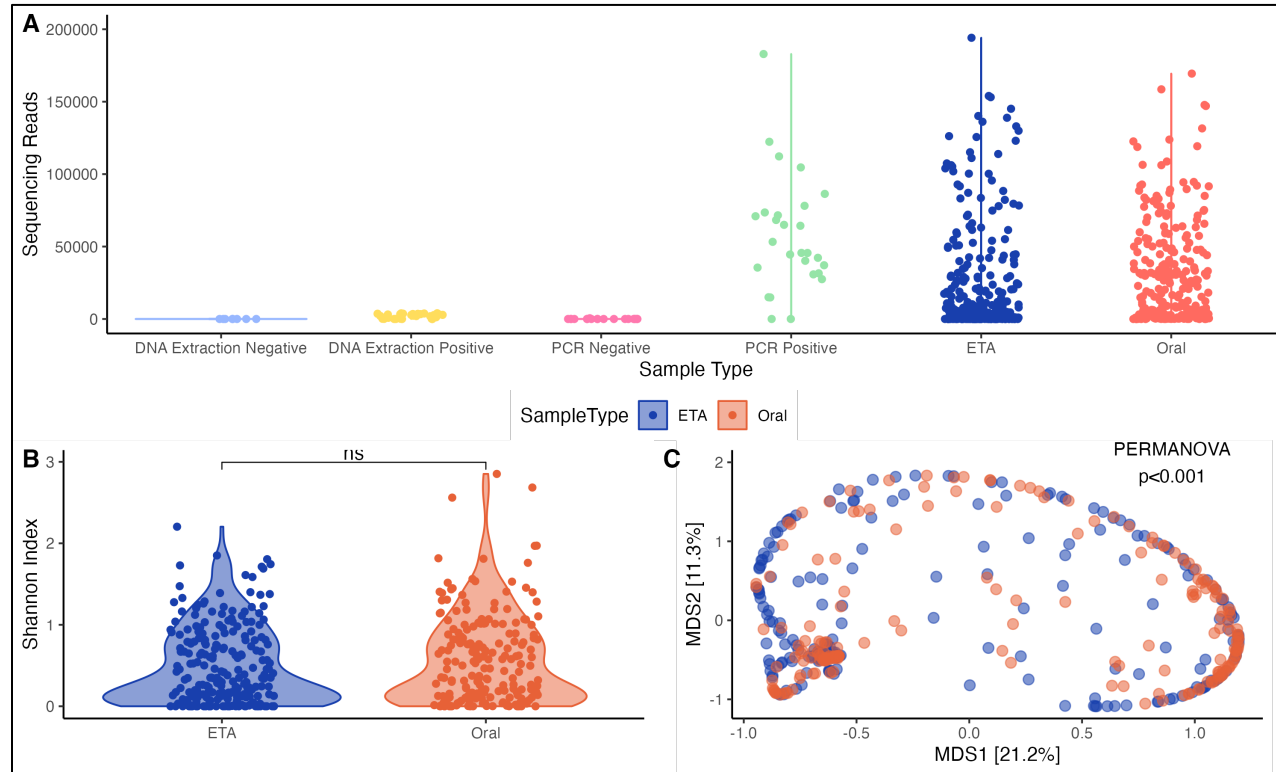 A
Sequencing Reads
200000
150000
100000
50000
0
DNA Extraction Negative
DNA Extraction Positive
PCR Negative
PCR Positive
ETA
Oral
Sample Type
SampleType
ETA
Oral
B
Shannon Index
3
2
1
0
ns
ETA
Oral
C
PERMANOVA
p<0.001
MDS2 [11.3%]
2
1
0
-1
-1.0
-0.5
0.0
0.5
1.0
MDS1 [21.2%]